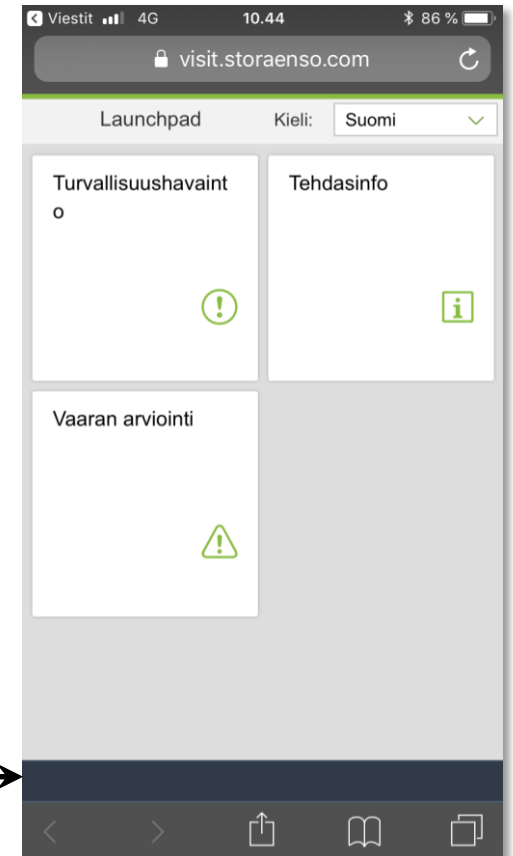 Viestit 4G 10.44 86 %
visit.storaenso.com
Launchpad Kieli: Suomi
Turvallisuushavaint
o
Tehdasinfo
Vaaran arviointi